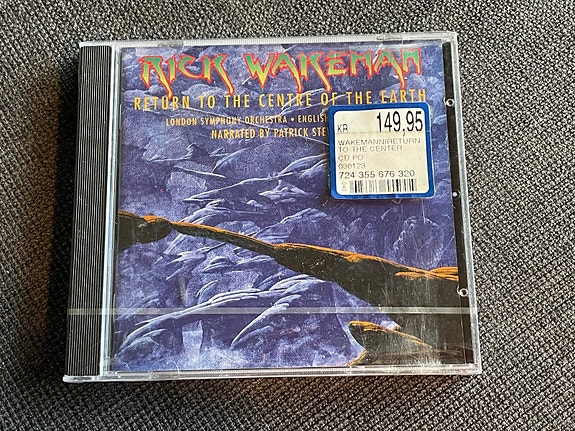 RICK WAKEMAN
RETURN TO THE CENTRE OF THE EARTH
LONDON SYMPHONY ORCHESTRA • ENGLIS
NARRATED BY PATRICK STE
KR 149,95
WAKEMANN/RETURN
TO THE CENTER
CD PO
030123
724 355 676 320